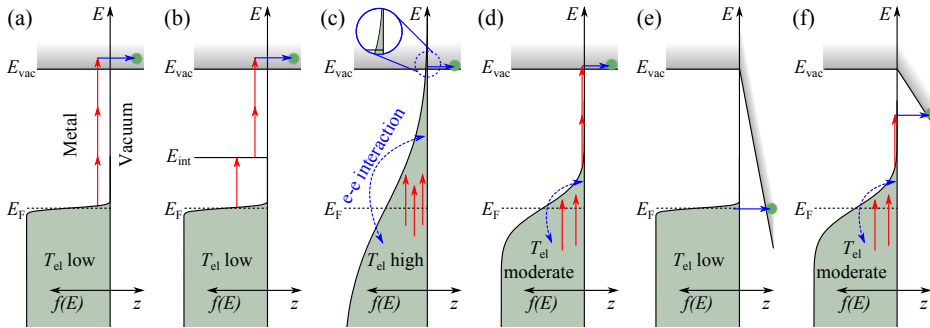 (a)
E
E_vac
Metal
Vacuum
E_F
T_el low
f(E)
z
(b)
E
E_vac
E_int
E_F
T_el low
f(E)
z
(c)
E
E_vac
e-e interaction
E_F
T_el high
f(E)
z
(d)
E
E_vac
E_F
T_el
moderate
f(E)
z
(e)
E
E_vac
E_F
T_el low
f(E)
z
(f)
E
E_vac
E_F
T_el
moderate
f(E)
z